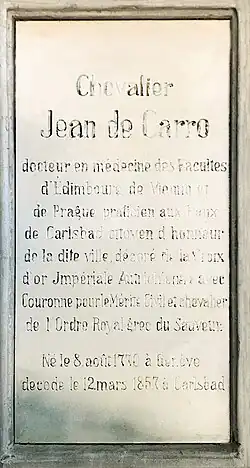 Chevalier
Jean de Carro
docteur en médecine des Facultés
d'Edimbourg de Vienne et
de Prague praticien aux Eaux
de Carlsbad citoyen d honneur
de la dite ville, décoré de la Croix
d'or Jmpériale Autrichienne avec
Couronne pour le Mérite Civil et chevalier
de l Ordre Royal grec du Sauveur.
Né le 8 août 1770 à Genève
décédé le 12 mars 1857 à Carlsbad